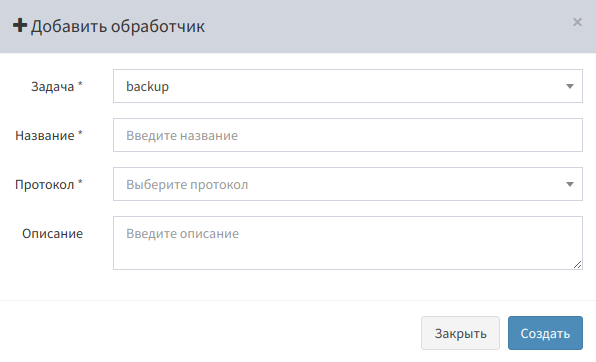 Добавить обработчик
×
Задача *
backup
Название *
Введите название
Протокол *
Выберите протокол
Описание
Введите описание
Закрыть
Создать